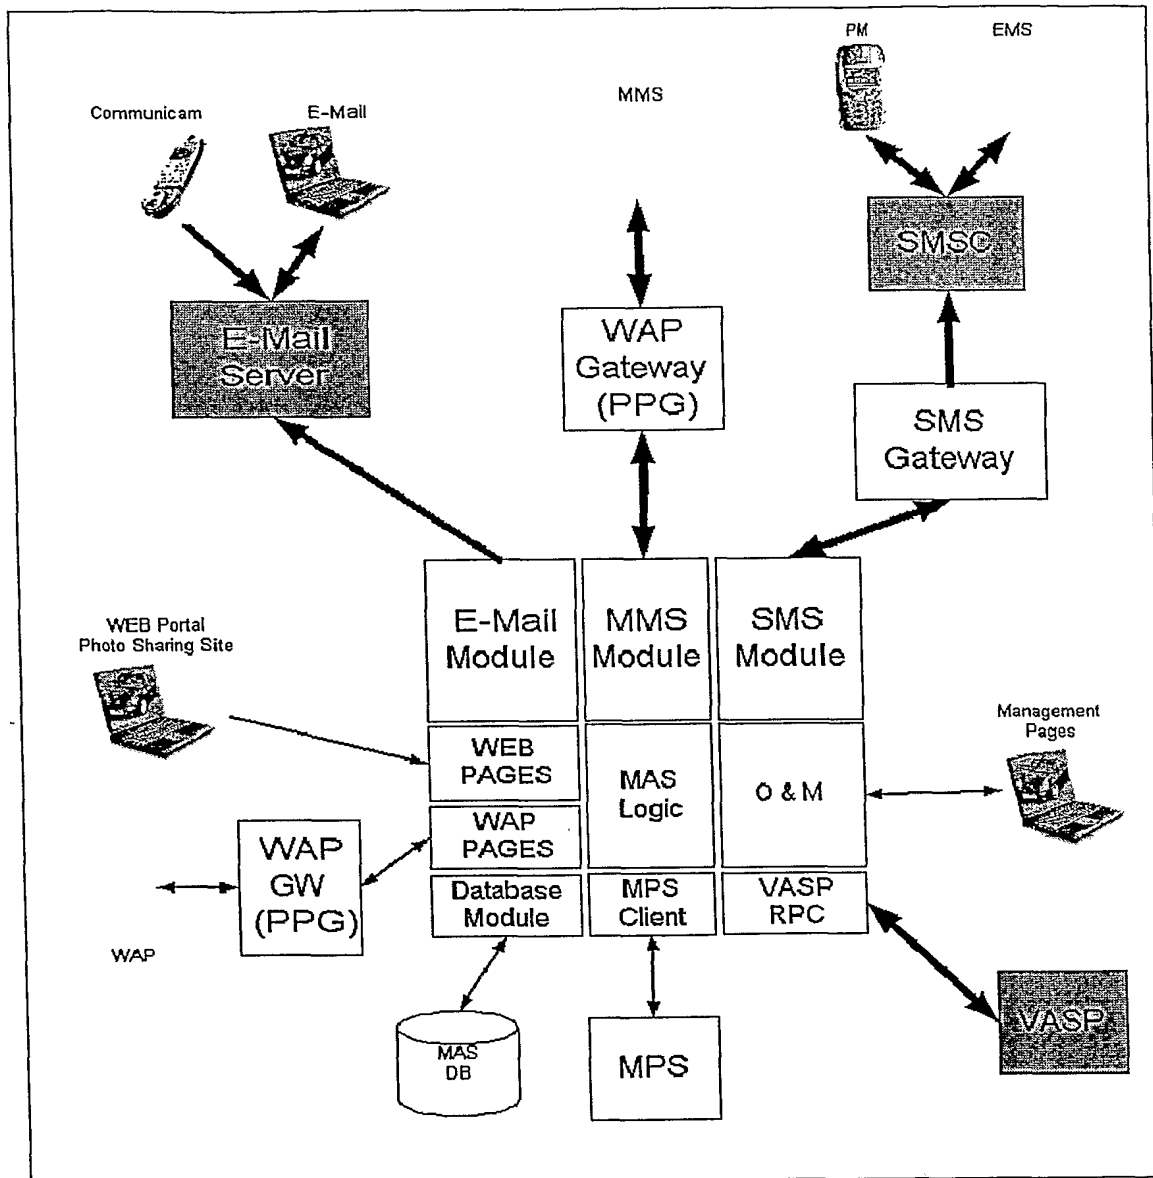 PM
EMS
MMS
Communicam
E-Mail
SMSC
E-Mail
Server
WAP
Gateway
(PPG)
SMS
Gateway
E-Mail
Module
MMS
Module
SMS
Module
WEB Portal
Photo Sharing Site
WEB
PAGES
MAS
Logic
O & M
Management
Pages
WAP
PAGES
WAP
GW
(PPG)
WAP
Database
Module
MPS
Client
VASP
RPC
MAS
DB
MPS
VASP